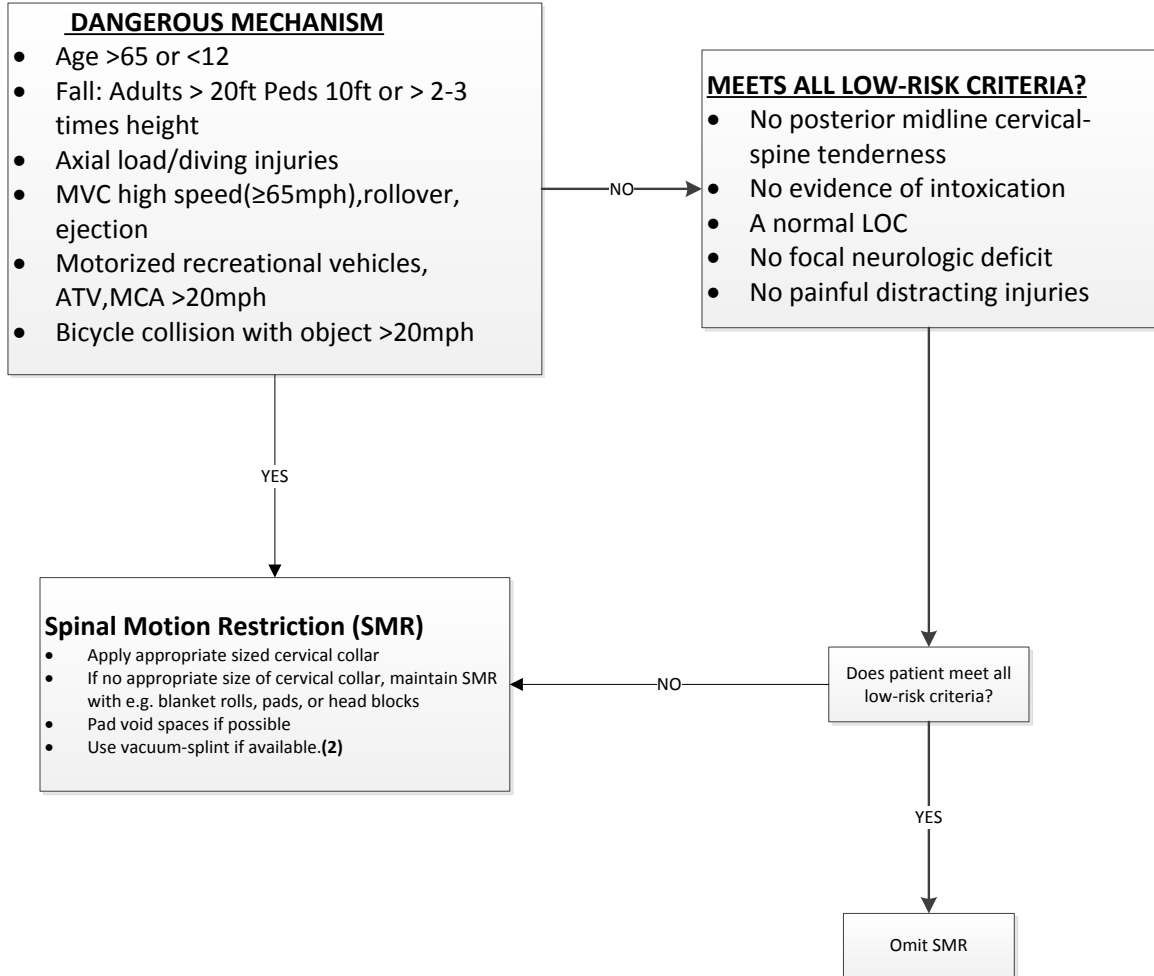 DANGEROUS MECHANISM
• Age >65 or <12
• Fall: Adults > 20ft Peds 10ft or > 2-3
times height
• Axial load/diving injuries
• MVC high speed(≥65mph),rollover,
ejection
• Motorized recreational vehicles,
ATV,MCA >20mph
• Bicycle collision with object >20mph
NO
MEETS ALL LOW-RISK CRITERIA?
• No posterior midline cervical-
spine tenderness
• No evidence of intoxication
• A normal LOC
• No focal neurologic deficit
• No painful distracting injuries
YES
Spinal Motion Restriction (SMR)
• Apply appropriate sized cervical collar
• If no appropriate size of cervical collar, maintain SMR
with e.g. blanket rolls, pads, or head blocks
• Pad void spaces if possible
• Use vacuum-splint if available.(2)
NO
Does patient meet all
low-risk criteria?
YES
Omit SMR